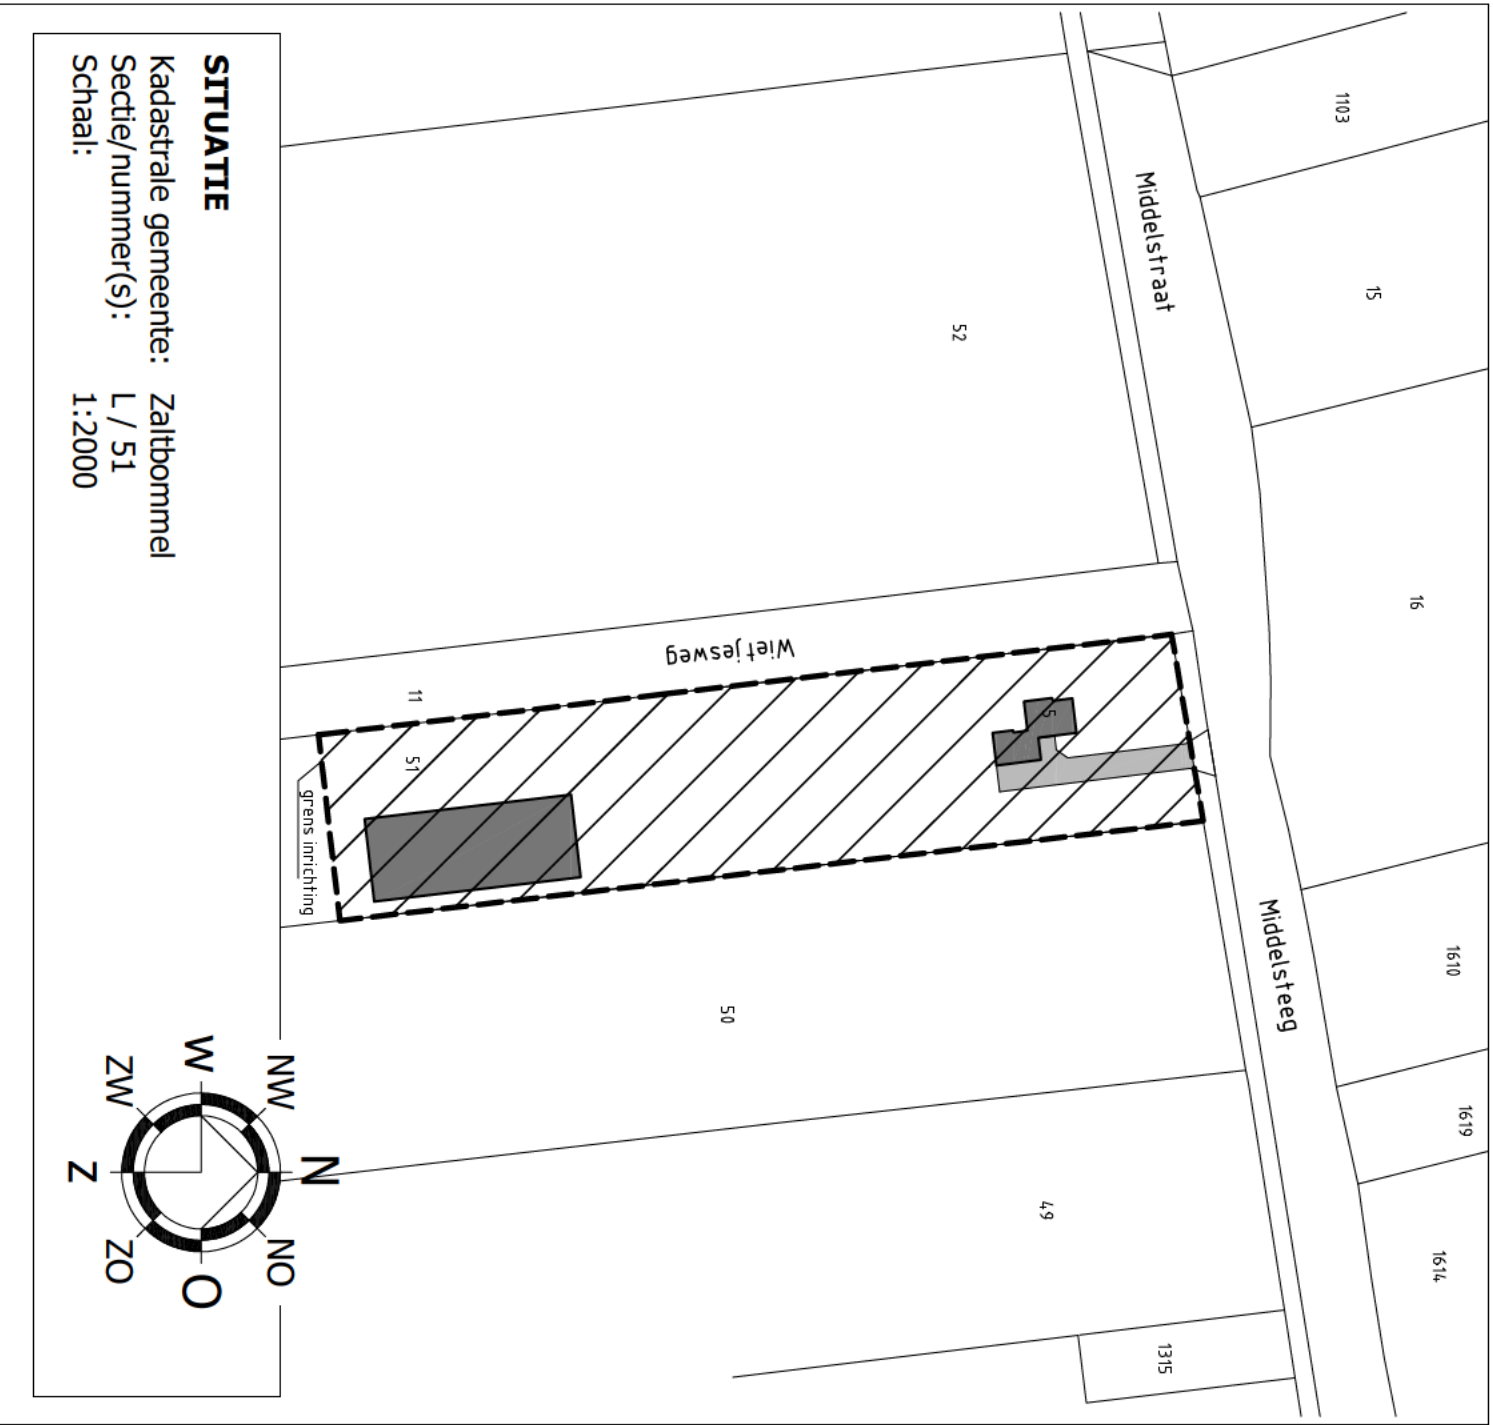 1103
15
16
1610
1619
1614
Middelstraat
Middelsteeg
52
Wietjesweg
11
51
5
grens inrichting
50
49
1315
SITUATIE
Kadastrale gemeente: Zaltbommel
Sectie/nummer(s): L / 51
Schaal: 1:2000
N
NW
NO
W
O
ZW
ZO
Z